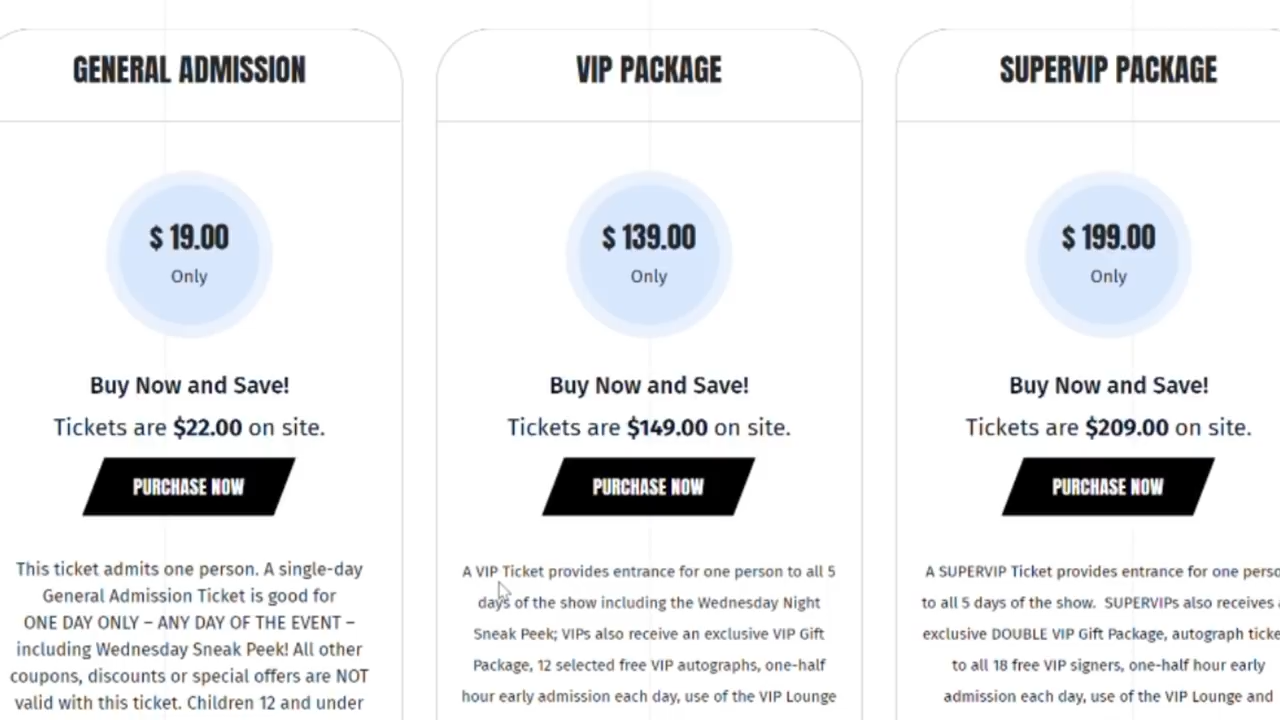 GENERAL ADMISSION
$ 19.00
Only
Buy Now and Save!
Tickets are $22.00 on site.
PURCHASE NOW
This ticket admits one person. A single-day
General Admission Ticket is good for
ONE DAY ONLY – ANY DAY OF THE EVENT –
including Wednesday Sneak Peek! All other
coupons, discounts or special offers are NOT
valid with this ticket. Children 12 and under
VIP PACKAGE
$ 139.00
Only
Buy Now and Save!
Tickets are $149.00 on site.
PURCHASE NOW
A VIP Ticket provides entrance for one person to all 5
days of the show including the Wednesday Night
Sneak Peek; VIPs also receive an exclusive VIP Gift
Package, 12 selected free VIP autographs, one-half
hour early admission each day, use of the VIP Lounge
SUPERVIP PACKAGE
$ 199.00
Only
Buy Now and Save!
Tickets are $209.00 on site.
PURCHASE NOW
A SUPERVIP Ticket provides entrance for one
to all 5 days of the show. SUPERVIPs also receives
exclusive DOUBLE VIP Gift Package, autograph
to all 18 free VIP signers, one-half hour early
admission each day, use of the VIP Lounge and